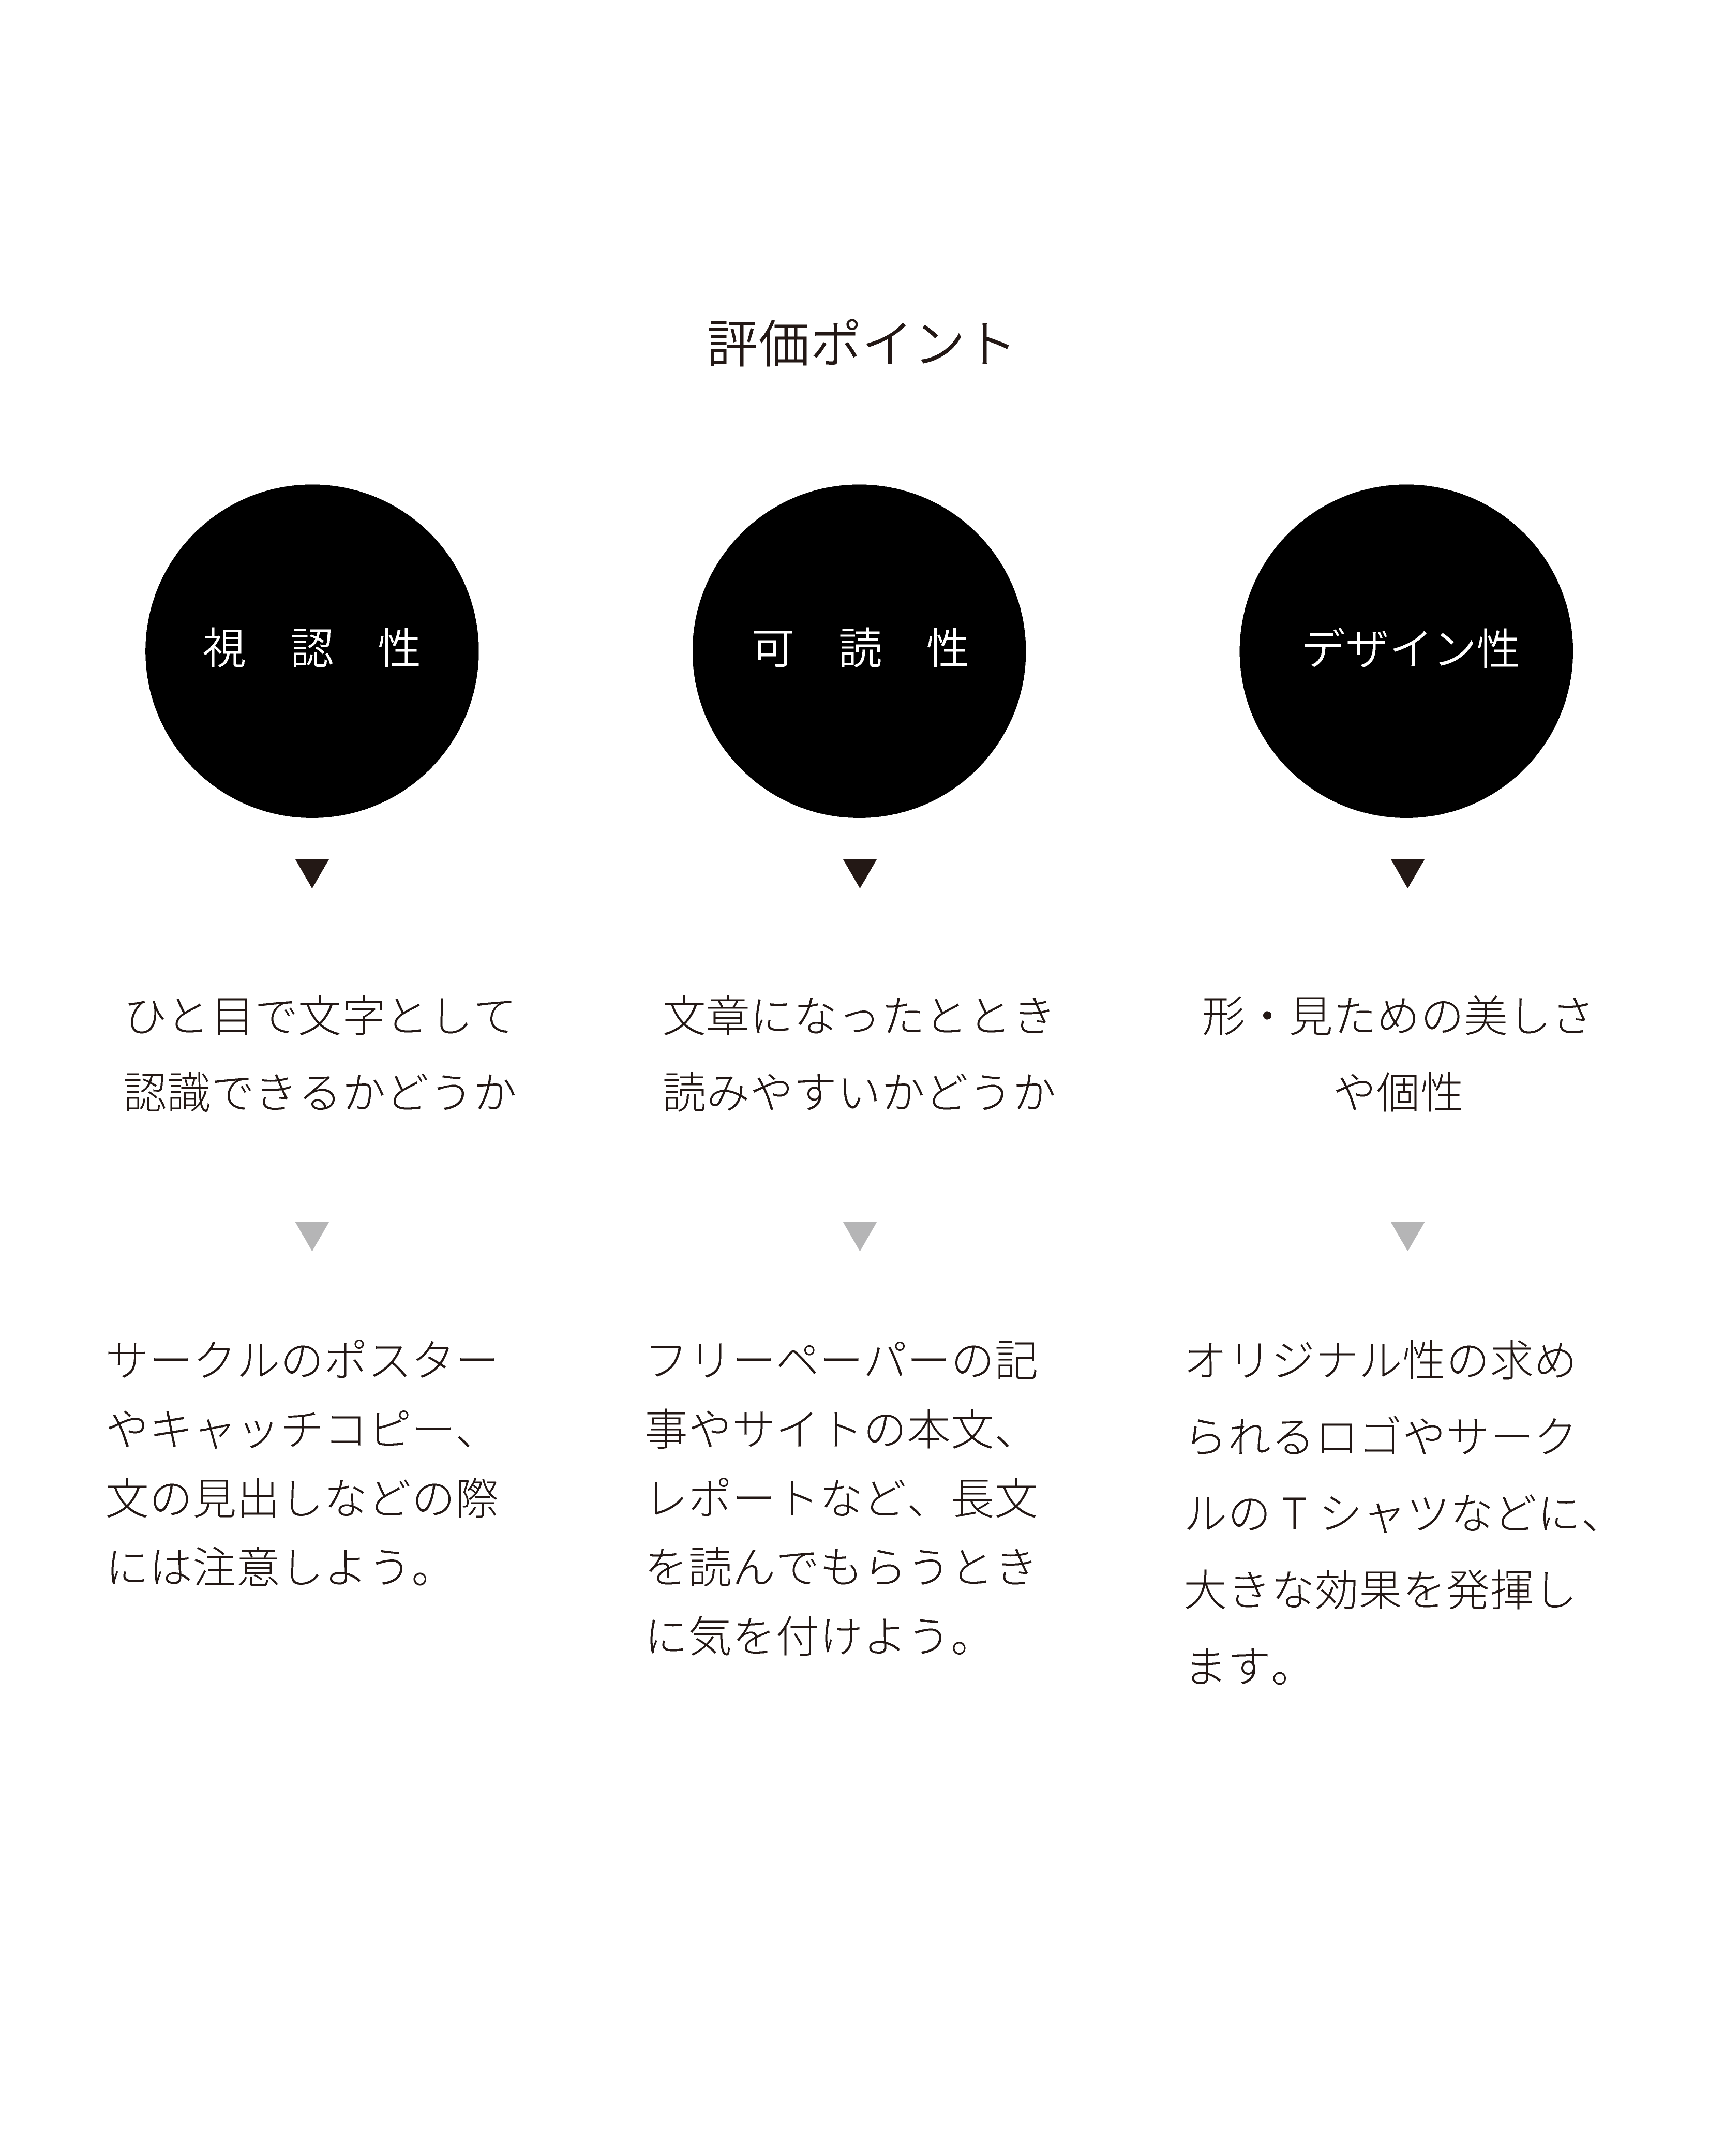 評価ポイント
視　認　性
可　読　性
デザイン性
ひと目で文字として
認識できるかどうか
文章になったととき
読みやすいかどうか
形・見ための美しさ
や個性
サークルのポスター
やキャッチコピー、
文の見出しなどの際
には注意しよう。
フリーペーパーの記
事やサイトの本文、
レポートなど、長文
を読んでもらうとき
に気を付けよう。
オリジナル性の求め
られるロゴやサーク
ルの T シャツなどに、
大きな効果を発揮し
ます。